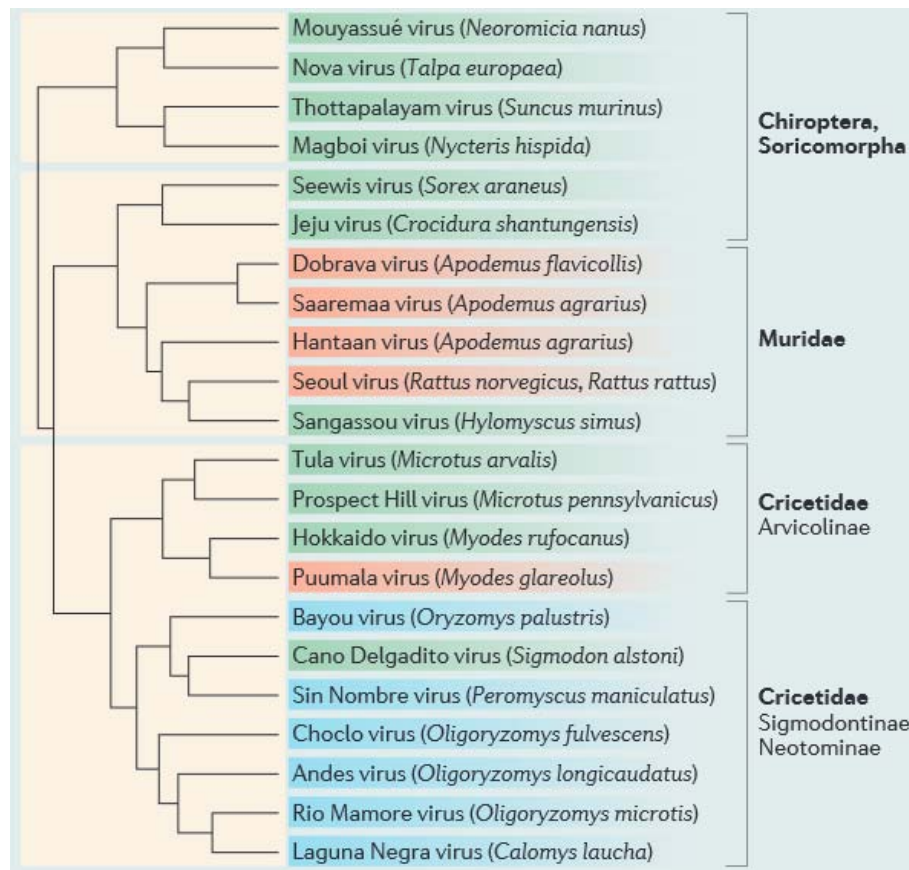 Mouyassué virus (Neoromicia nanus)
Nova virus (Talpa europaea)
Thottapalayam virus (Suncus murinus)
Magboi virus (Nycteris hispida)
Seewis virus (Sorex araneus)
Jeju virus (Crocidura shantungensis)
Chiroptera,
Soricomorpha
Dobrava virus (Apodemus flavicollis)
Saaremaa virus (Apodemus agrarius)
Hantaan virus (Apodemus agrarius)
Seoul virus (Rattus norvegicus, Rattus rattus)
Sangassou virus (Hylomyscus simus)
Muridae
Tula virus (Microtus arvalis)
Prospect Hill virus (Microtus pennsylvanicus)
Hokkaido virus (Myodes rufocanus)
Puumala virus (Myodes glareolus)
Cricetidae
Arvicolinae
Bayou virus (Oryzomys palustris)
Cano Delgadito virus (Sigmodon alstoni)
Sin Nombre virus (Peromyscus maniculatus)
Choclo virus (Oligoryzomys fulvescens)
Andes virus (Oligoryzomys longicaudatus)
Rio Mamore virus (Oligoryzomys microtis)
Laguna Negra virus (Calomys laucha)
Cricetidae
Sigmodontinae
Neotominae